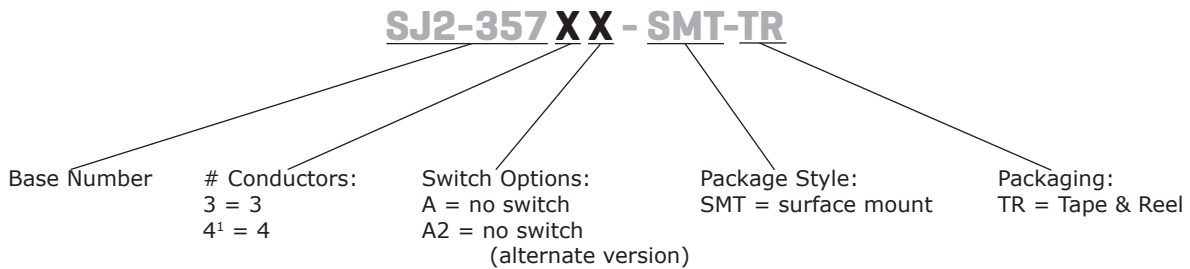 SJ2-357 X X - SMT-TR
Base Number
# Conductors:
3 = 3
4¹ = 4
Switch Options:
A = no switch
A2 = no switch
(alternate version)
Package Style:
SMT = surface mount
Packaging:
TR = Tape & Reel